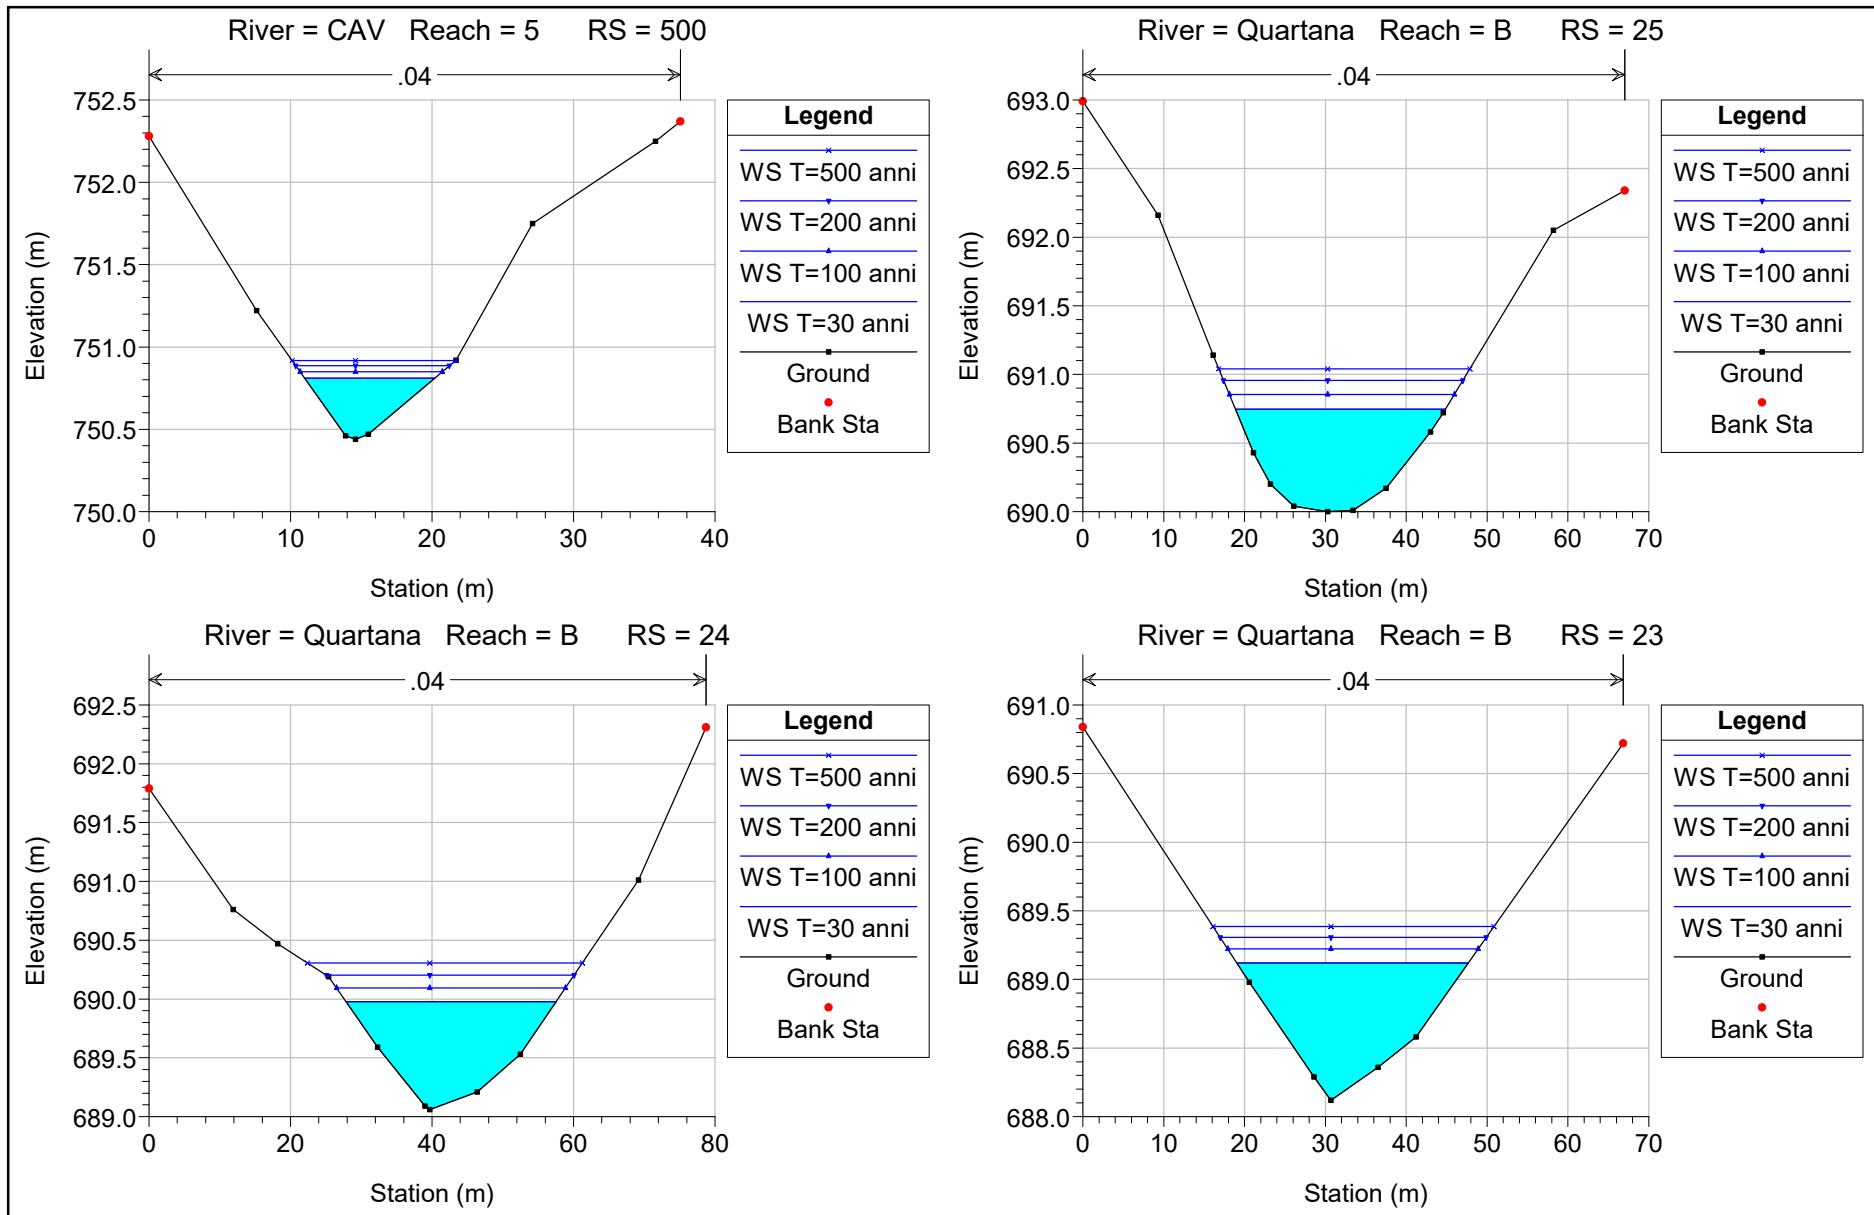 River = CAV   Reach = 5      RS = 500
.04
752.5
752.0
751.5
751.0
750.5
750.0
Elevation (m)
0 10 20 30 40
Station (m)
Legend
WS T=500 anni
WS T=200 anni
WS T=100 anni
WS T=30 anni
Ground
Bank Sta
River = Quartana   Reach = B      RS = 25
.04
693.0
692.5
692.0
691.5
691.0
690.5
690.0
Elevation (m)
0 10 20 30 40 50 60 70
Station (m)
Legend
WS T=500 anni
WS T=200 anni
WS T=100 anni
WS T=30 anni
Ground
Bank Sta
River = Quartana   Reach = B      RS = 24
.04
692.5
692.0
691.5
691.0
690.5
690.0
689.5
689.0
Elevation (m)
0 20 40 60 80
Station (m)
Legend
WS T=500 anni
WS T=200 anni
WS T=100 anni
WS T=30 anni
Ground
Bank Sta
River = Quartana   Reach = B      RS = 23
.04
691.0
690.5
690.0
689.5
689.0
688.5
688.0
Elevation (m)
0 10 20 30 40 50 60 70
Station (m)
Legend
WS T=500 anni
WS T=200 anni
WS T=100 anni
WS T=30 anni
Ground
Bank Sta